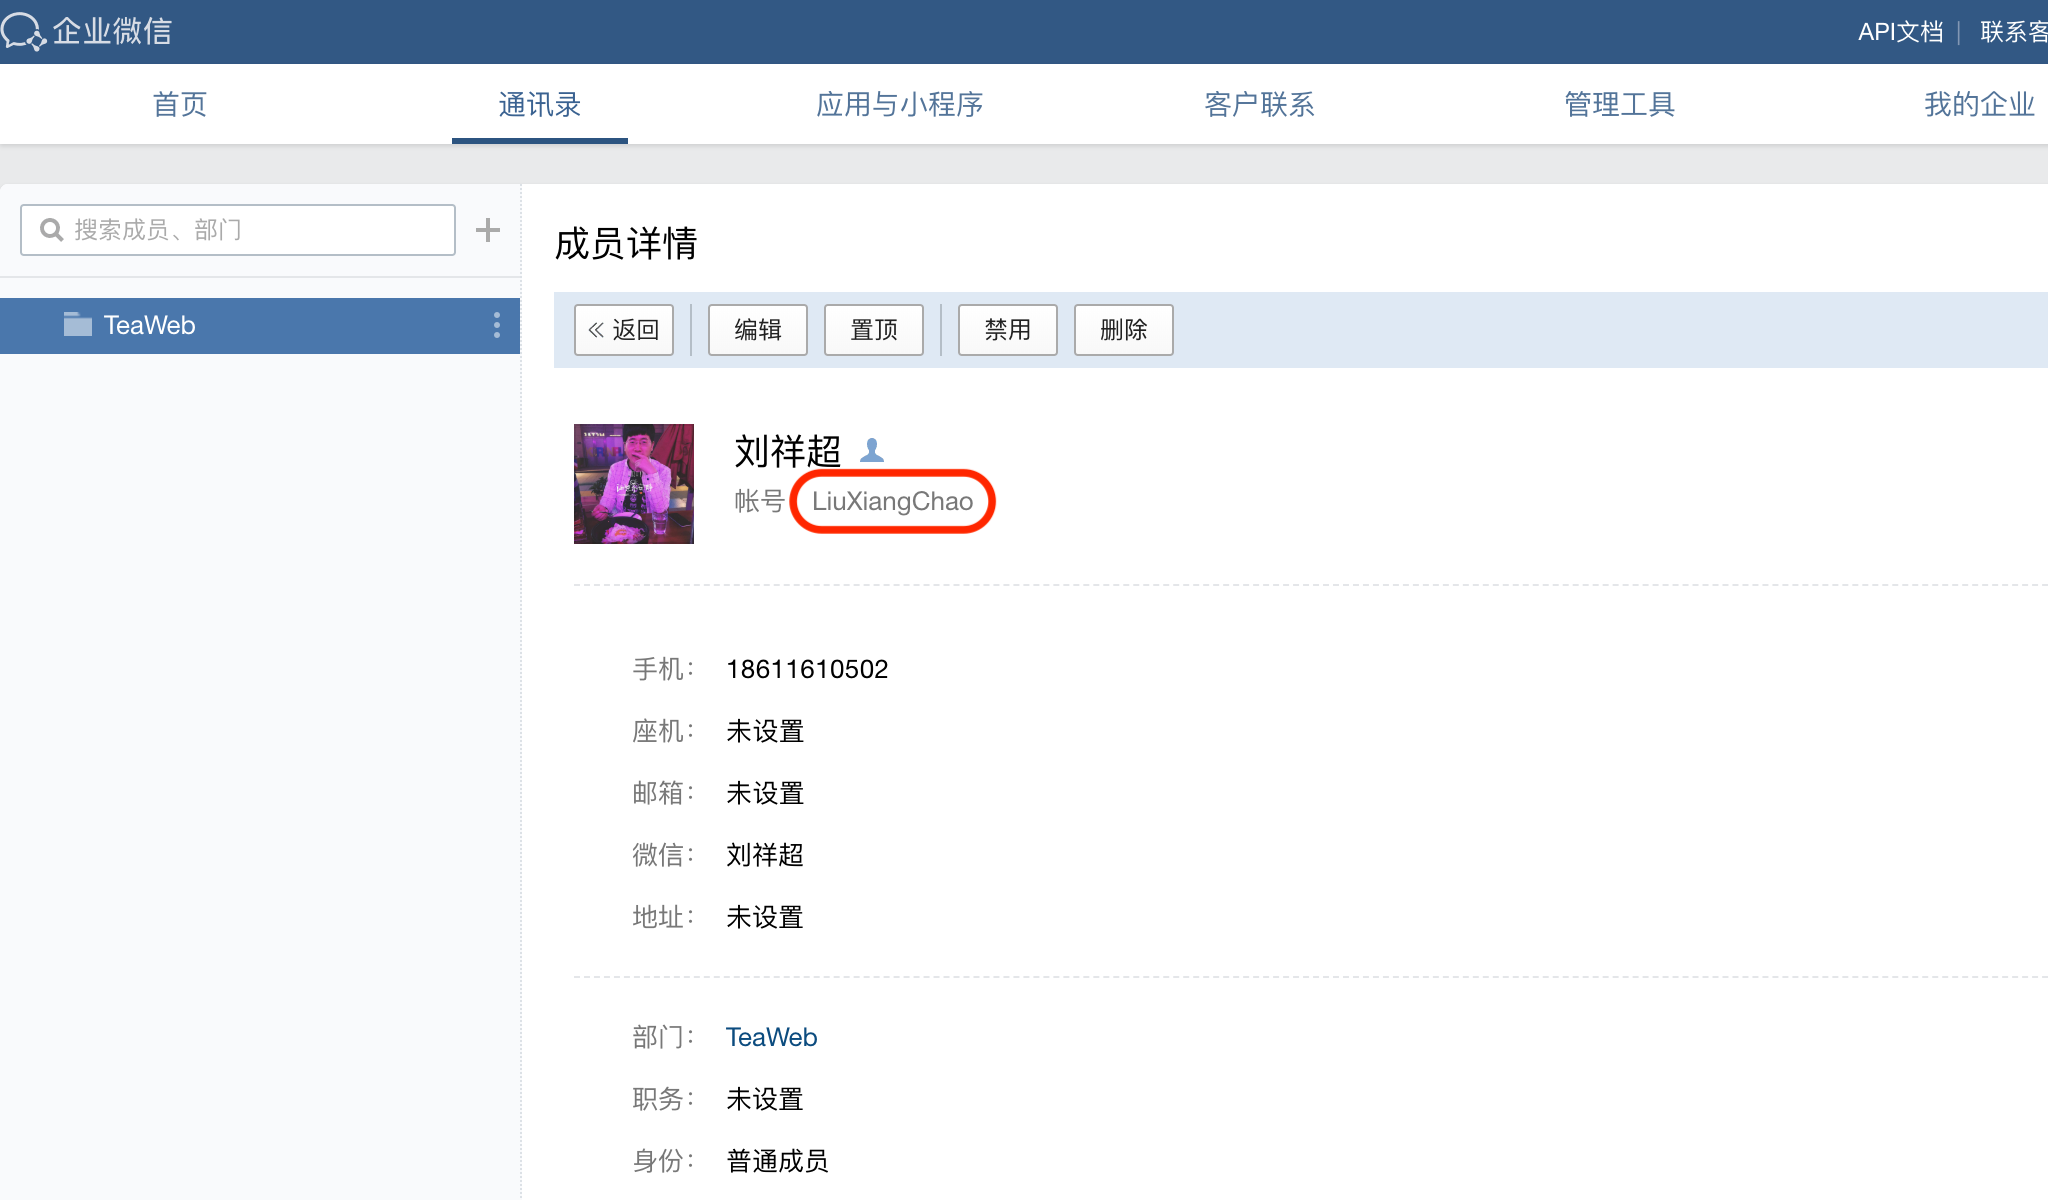 企业微信
API文档 | 联系客
首页 通讯录 应用与小程序 客户联系 管理工具 我的企业
搜索成员、部门
TeaWeb
成员详情
« 返回 编辑 置顶 禁用 删除
刘祥超
帐号 LiuXiangChao
手机： 18611610502
座机： 未设置
邮箱： 未设置
微信： 刘祥超
地址： 未设置
部门： TeaWeb
职务： 未设置
身份： 普通成员